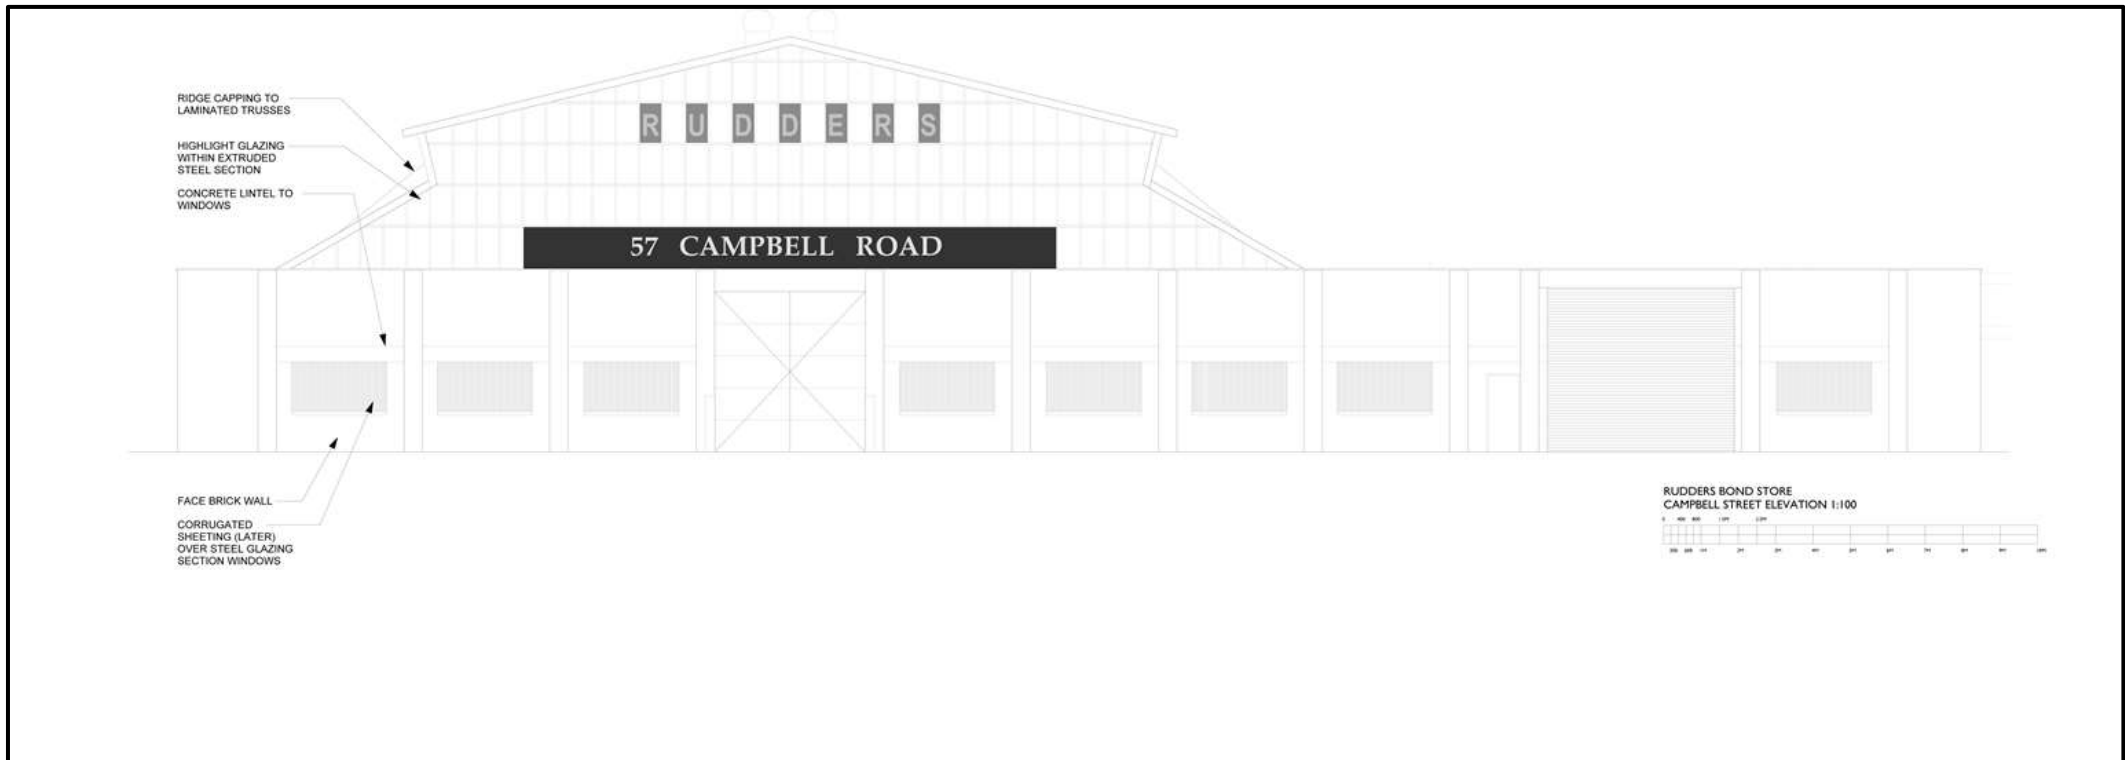 RIDGE CAPPING TO
LAMINATED TRUSSES
HIGHLIGHT GLAZING
WITHIN EXTRUDED
STEEL SECTION
CONCRETE LINTEL TO
WINDOWS
RUDDERS
57 CAMPBELL ROAD
FACE BRICK WALL
CORRUGATED
SHEETING (LATER)
OVER STEEL GLAZING
SECTION WINDOWS
RUDDERS BOND STORE
CAMPBELL STREET ELEVATION 1:100